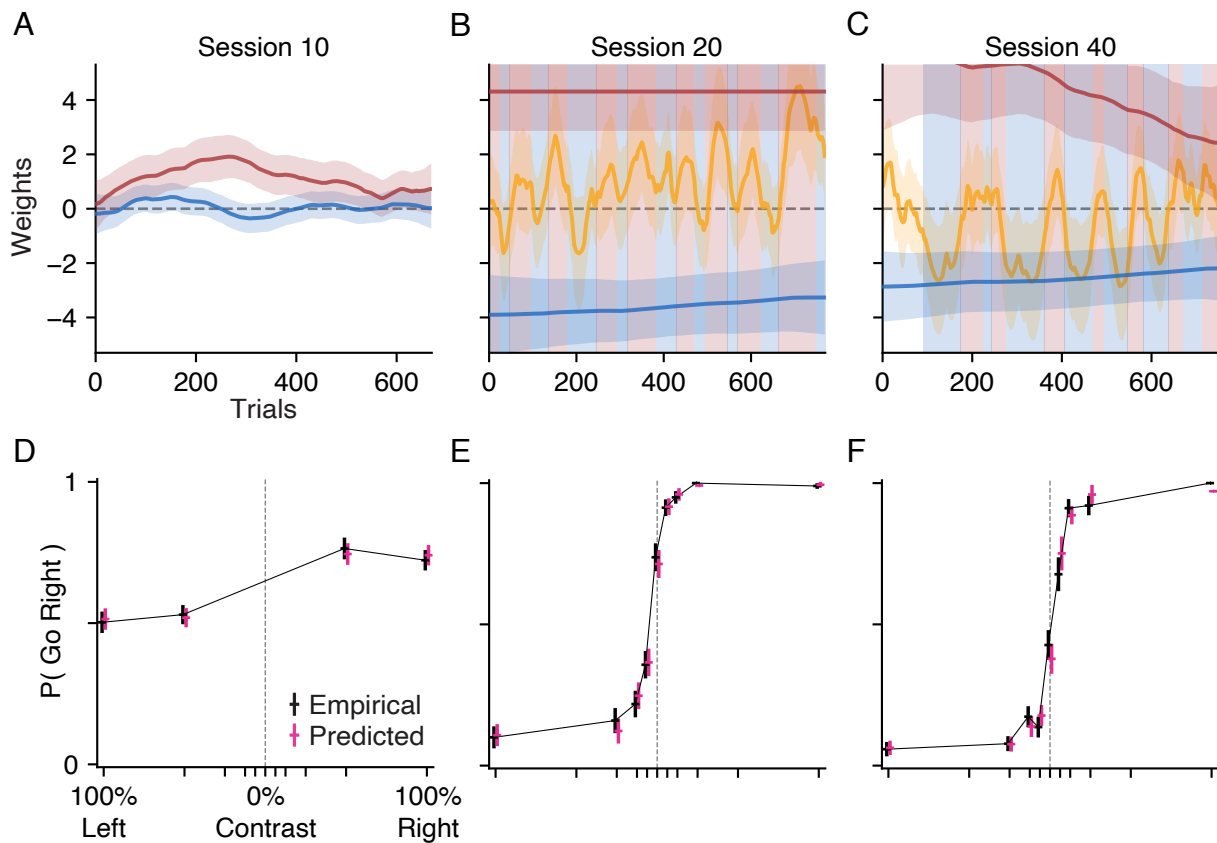 A
Session 10
B
Session 20
C
Session 40
Weights
4
2
0
−2
−4
0
200
400
600
0
200
400
600
0
200
400
600
Trials
D
E
F
P( Go Right )
1
0
Empirical
Predicted
100%
Left
0%
Contrast
100%
Right